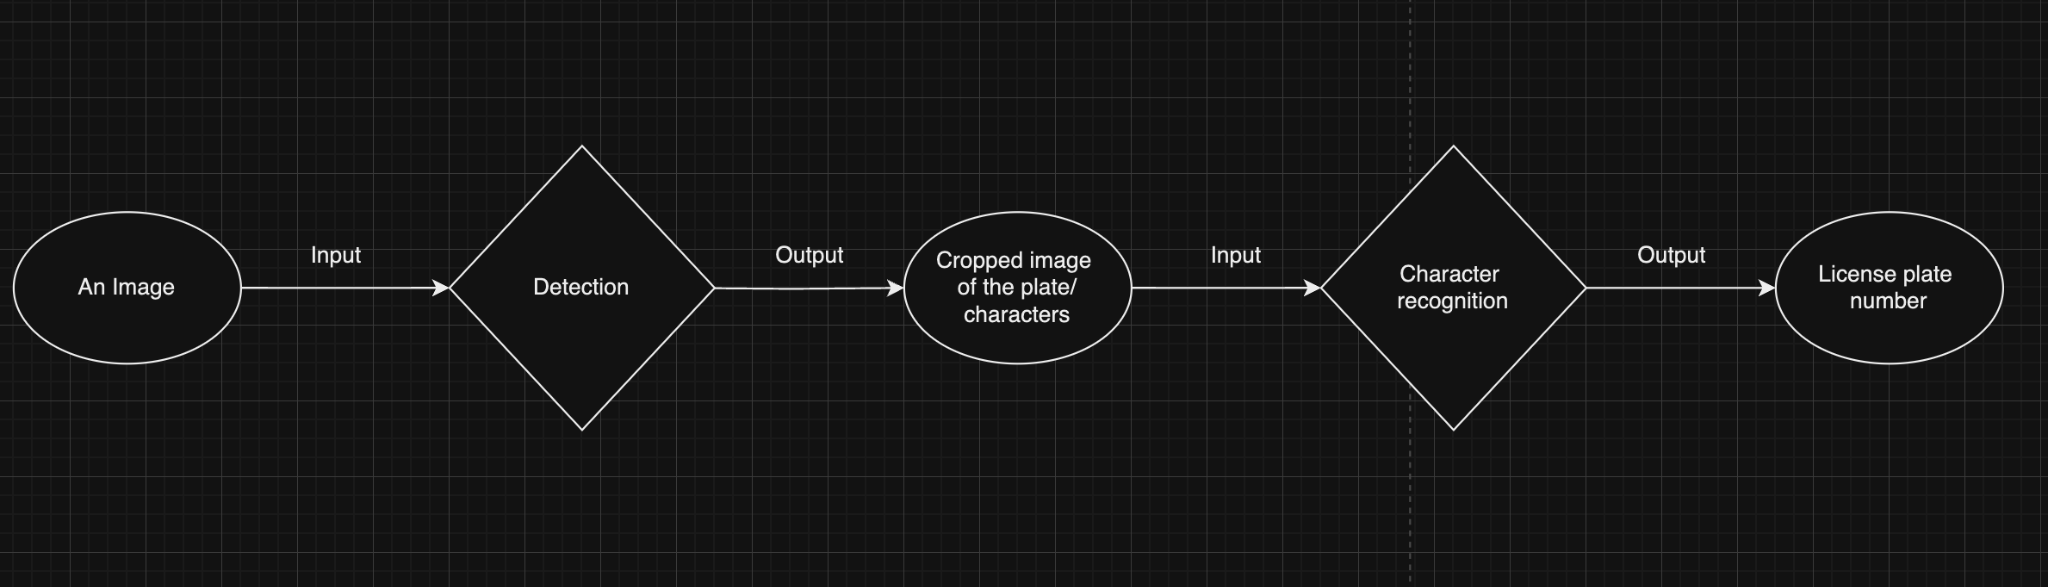 An Image
Input
Detection
Output
Cropped image
of the plate/
characters
Input
Character
recognition
Output
License plate
number